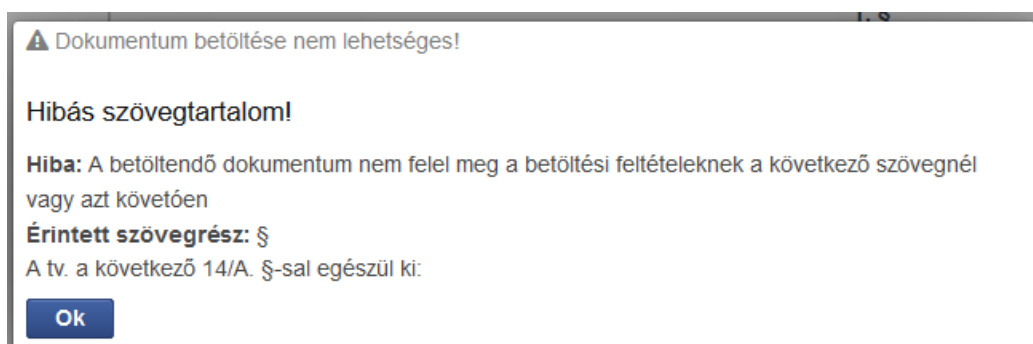 1. §
Dokumentum betöltése nem lehetséges!
Hibás szövegtartalom!
Hiba: A betöltendő dokumentum nem felel meg a betöltési feltételeknek a következő szövegnél
vagy azt követően
Érintett szövegrész: §
A tv. a következő 14/A. §-sal egészül ki:
Ok